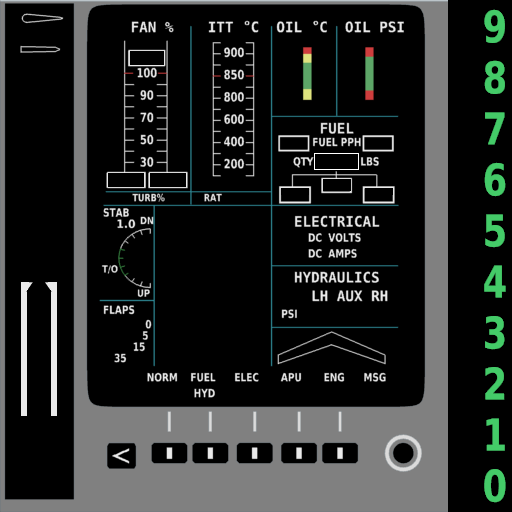 FAN %
ITT °C
OIL °C
OIL PSI
100
90
70
50
30
TURB%
900
850
800
600
400
200
RAT
FUEL
FUEL PPH
QTY LBS
STAB
1.0
DN
T/O
UP
FLAPS
0
5
15
35
ELECTRICAL
DC VOLTS
DC AMPS
HYDRAULICS
LH AUX RH
PSI
NORM
FUEL
HYD
ELEC
APU
ENG
MSG
<
9
8
7
6
5
4
3
2
1
0